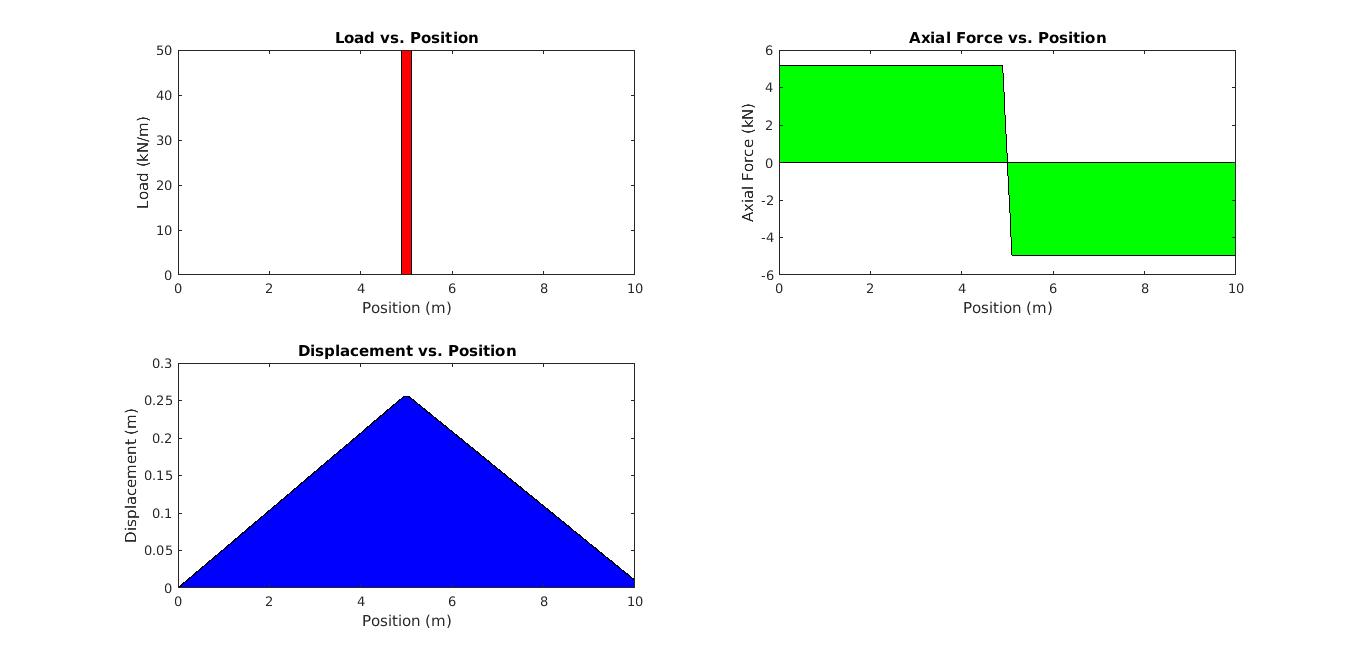 Load vs. Position
50
40
30
20
10
0
Load (kN/m)
0 2 4 6 8 10
Position (m)
Axial Force vs. Position
6
4
2
0
-2
-4
-6
Axial Force (kN)
0 2 4 6 8 10
Position (m)
Displacement vs. Position
0.3
0.25
0.2
0.15
0.1
0.05
0
Displacement (m)
0 2 4 6 8 10
Position (m)